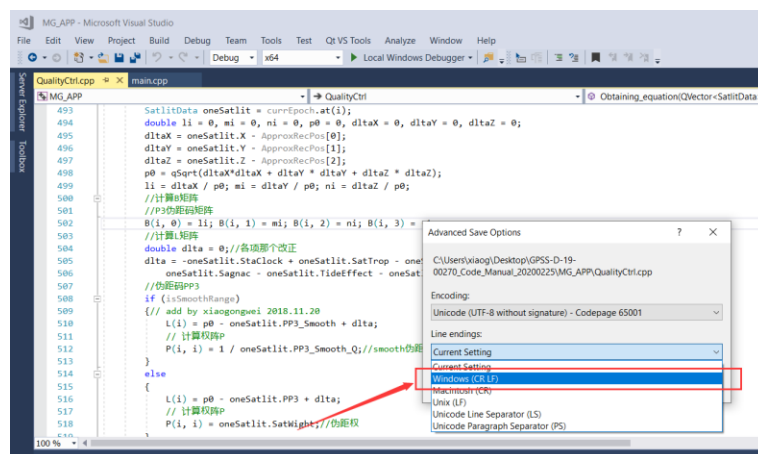 MG_APP - Microsoft Visual Studio
File Edit View Project Build Debug Team Tools Test Qt VS Tools Analyze Window Help
Debug x64 Local Windows Debugger
QualityCtrl.cpp main.cpp
MG_APP QualityCtrl Obtaining_equation(QVector<SatlitData
Server Explorer
Toolbox
493 SatlitData oneSatlit = currEpoch.at(i);
494 double li = 0, mi = 0, ni = 0, p0 = 0, dltaX = 0, dltaY = 0, dltaZ = 0;
495 dltaX = oneSatlit.X - ApproxRecPos[0];
496 dltaY = oneSatlit.Y - ApproxRecPos[1];
497 dltaZ = oneSatlit.Z - ApproxRecPos[2];
498 p0 = qSqrt(dltaX*dltaX + dltaY * dltaY + dltaZ * dltaZ);
499 li = dltaX / p0; mi = dltaY / p0; ni = dltaZ / p0;
500 //计算B矩阵
501 //P3伪距码矩阵
502 B(i, 0) = li; B(i, 1) = mi; B(i, 2) = ni; B(i, 3) =
503 //计算L矩阵
504 double dlta = 0;//各项那个改正
505 dlta = -oneSatlit.StaClock + oneSatlit.SatTrop - one
506 oneSatlit.Sagnac - oneSatlit.TideEffect - oneSat
507 //伪距码PP3
508 if (isSmoothRange)
509 {// add by xiaogongwei 2018.11.20
510 L(i) = p0 - oneSatlit.PP3_Smooth + dlta;
511 // 计算权阵P
512 P(i, i) = 1 / oneSatlit.PP3_Smooth_Q;//smooth伪距
513 }
514 else
515 {
516 L(i) = p0 - oneSatlit.PP3 + dlta;
517 // 计算权阵P
518 P(i, i) = oneSatlit.SatWight;//伪距权
519 }
100 %
Advanced Save Options ? ×
C:\Users\xiaog\Desktop\GPSS-D-19-
00270_Code_Manual_20200225\MG_APP\QualityCtrl.cpp
Encoding:
Unicode (UTF-8 without signature) - Codepage 65001
Line endings:
Current Setting
Current Setting
Windows (CR LF)
Macintosh (CR)
Unix (LF)
Unicode Line Separator (LS)
Unicode Paragraph Separator (PS)